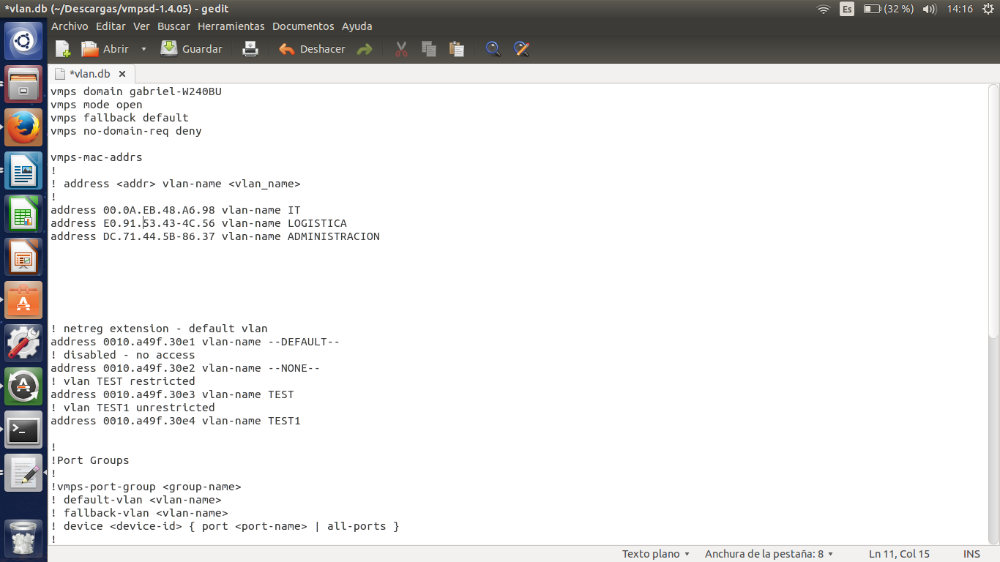 *vlan.db (~/Descargas/vmpsd-1.4.05) - gedit
Es
(32 %)
14:16
Archivo Editar Ver Buscar Herramientas Documentos Ayuda
Abrir
Guardar
Deshacer
*vlan.db
vmps domain gabriel-W240BU
vmps mode open
vmps fallback default
vmps no-domain-req deny
vmps-mac-addrs
!
! address <addr> vlan-name <vlan_name>
!
address 00.0A.EB.48.A6.98 vlan-name IT
address E0.91.53.43-4C.56 vlan-name LOGISTICA
address DC.71.44.5B-86.37 vlan-name ADMINISTRACION
! netreg extension - default vlan
address 0010.a49f.30e1 vlan-name --DEFAULT--
! disabled - no access
address 0010.a49f.30e2 vlan-name --NONE--
! vlan TEST restricted
address 0010.a49f.30e3 vlan-name TEST
! vlan TEST1 unrestricted
address 0010.a49f.30e4 vlan-name TEST1
!
!Port Groups
!
!vmps-port-group <group-name>
! default-vlan <vlan-name>
! fallback-vlan <vlan-name>
! device <device-id> { port <port-name> | all-ports }
!
Texto plano
Anchura de la pestaña: 8
Ln 11, Col 15
INS